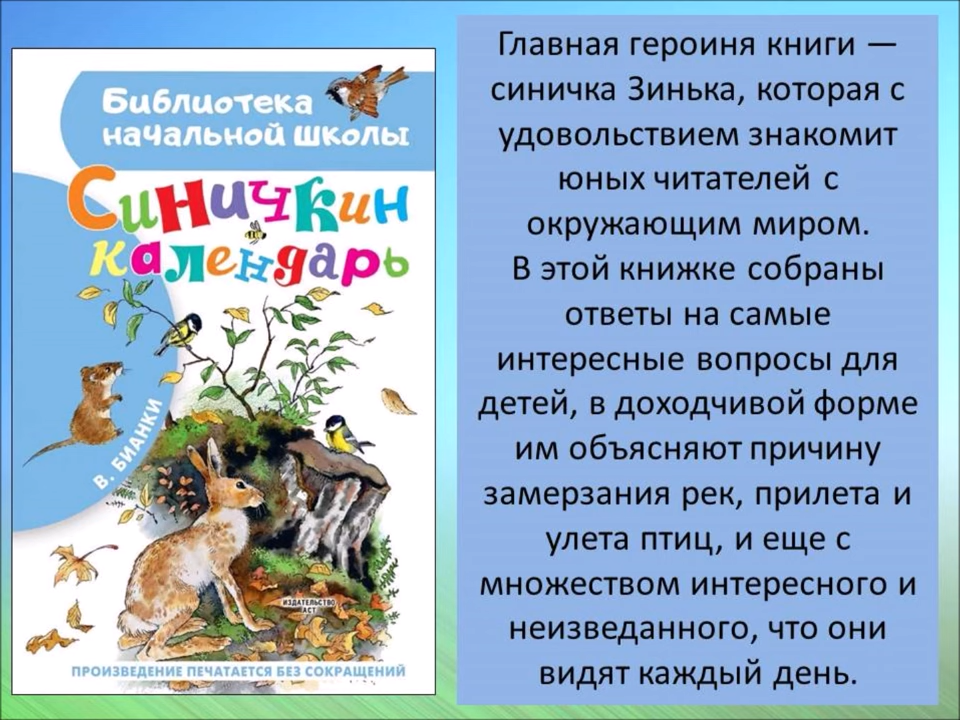 Библиотека
начальной школы
Синичкин
календарь
В. БИАНКИ
ИЗДАТЕЛЬСТВО
АСТ
ПРОИЗВЕДЕНИЕ ПЕЧАТАЕТСЯ БЕЗ СОКРАЩЕНИЙ
Главная героиня книги —
синичка Зинька, которая с
удовольствием знакомит
юных читателей с
окружающим миром.
В этой книжке собраны
ответы на самые
интересные вопросы для
детей, в доходчивой форме
им объясняют причину
замерзания рек, прилета и
улета птиц, и еще с
множеством интересного и
неизведанного, что они
видят каждый день.